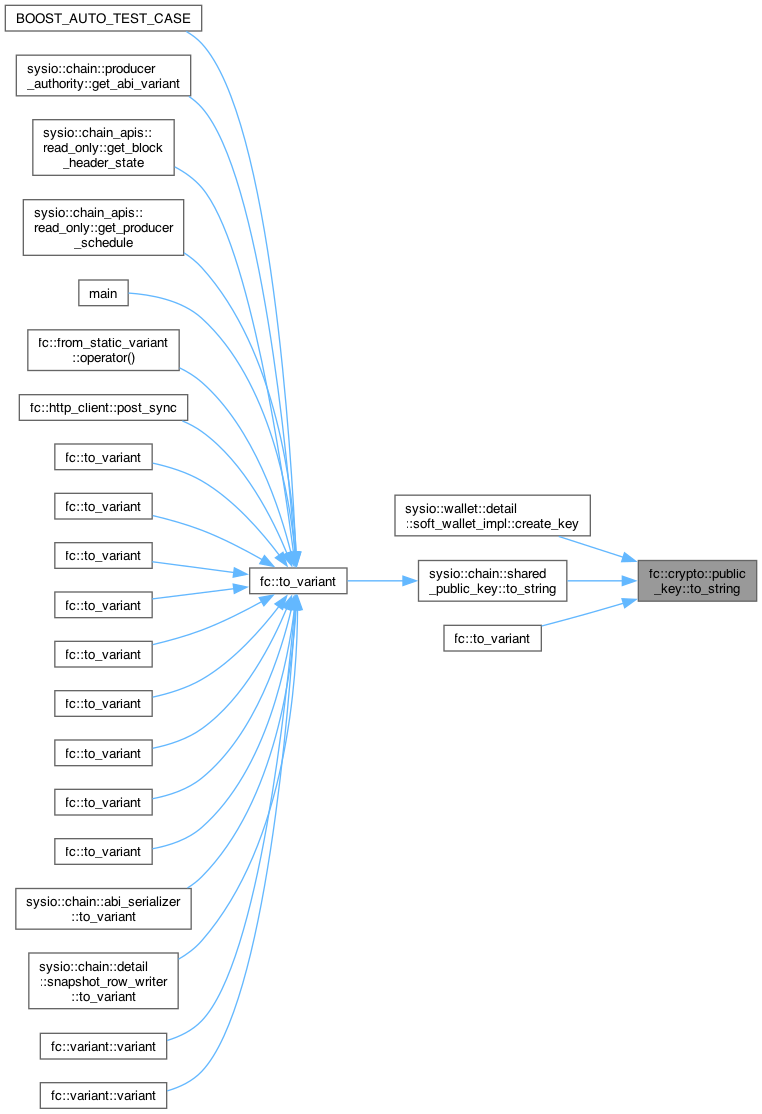 BOOST_AUTO_TEST_CASE
sysio::chain::producer
_authority::get_abi_variant
sysio::chain_apis::
read_only::get_block
_header_state
sysio::chain_apis::
read_only::get_producer
_schedule
main
fc::from_static_variant
::operator()
fc::http_client::post_sync
fc::to_variant
fc::to_variant
fc::to_variant
fc::to_variant
fc::to_variant
fc::to_variant
fc::to_variant
fc::to_variant
fc::to_variant
sysio::chain::abi_serializer
::to_variant
sysio::chain::detail
::snapshot_row_writer
::to_variant
fc::variant::variant
fc::variant::variant
fc::to_variant
sysio::wallet::detail
::soft_wallet_impl::create_key
sysio::chain::shared
_public_key::to_string
fc::to_variant
fc::crypto::public
_key::to_string